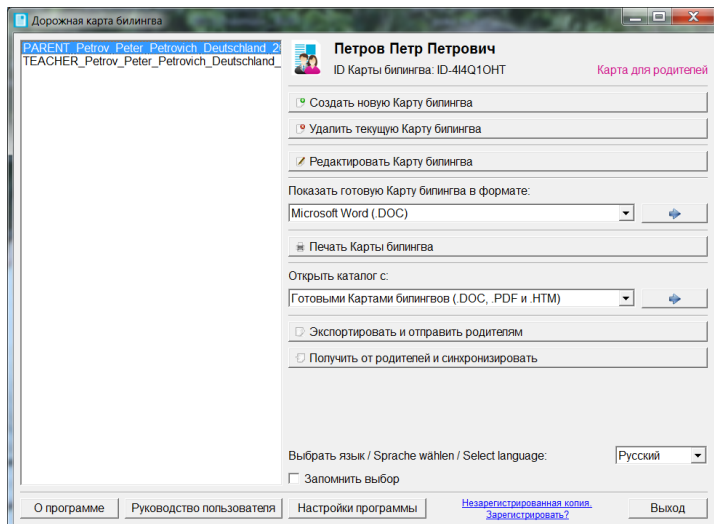 Дорожная карта билингва
PARENT_Petrov_Peter_Petrovich_Deutschland_2
TEACHER_Petrov_Peter_Petrovich_Deutschland_
Петров Петр Петрович
ID Карты билингва: ID-4I4Q1OHT
Карта для родителей
Создать новую Карту билингва
Удалить текущую Карту билингва
Редактировать Карту билингва
Показать готовую Карту билингва в формате:
Microsoft Word (.DOC)
Печать Карты билингва
Открыть каталог с:
Готовыми Картами билингвов (.DOC, .PDF и .HTM)
Экспортировать и отправить родителям
Получить от родителей и синхронизировать
Выбрать язык / Sprache wählen / Select language:
Русский
Запомнить выбор
О программе
Руководство пользователя
Настройки программы
Незарегистрированная копия.
Зарегистрировать?
Выход